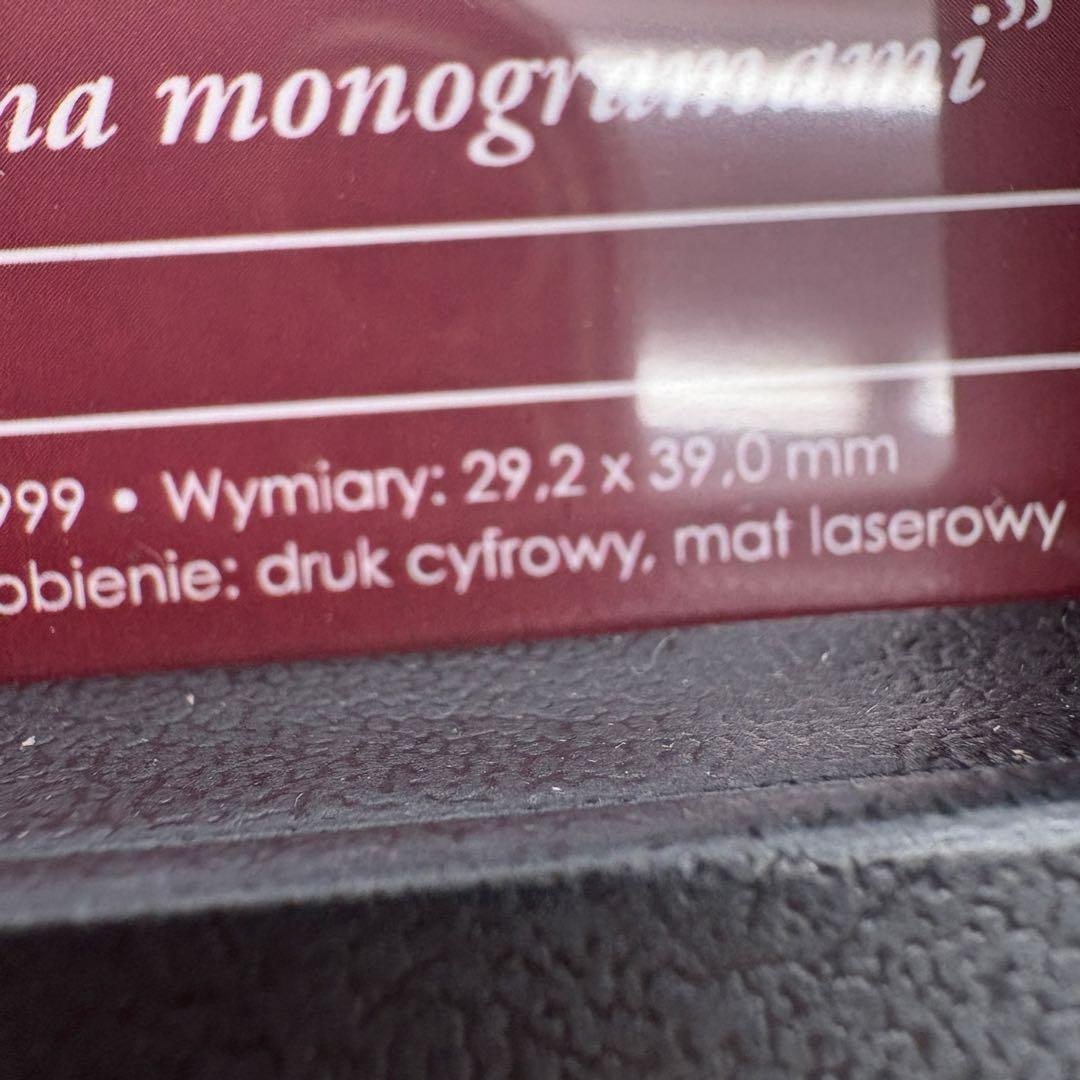 na monogramami”
999 • Wymiary: 29,2 x 39,0 mm
obienie: druk cyfrowy, mat laserowy